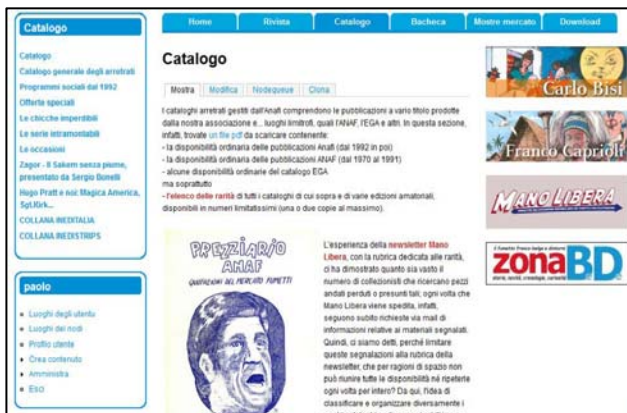 Catalogo
Catalogo
Catalogo generale degli arretrati
Programmi sociali dal 1992
Offerte speciali
Le chicche imperdibili
Le serie intramontabili
Le occasioni
Zagor - Il Sakem senza piume,
presentato da Sergio Bonelli
Hugo Pratt e noi: Magica America,
Sgt.Kirk...
COLLANA INEDITALIA
COLLANA INEDISTRIPS
paolo
Luoghi degli utenti
Luoghi dei nodi
Profilo utente
Crea contenuto
Amministra
Esci
Home Rivista Catalogo Bacheca Mostre mercato Download
Catalogo
Mostra Modifica Nodequeue Clona
I cataloghi arretrati gestiti dall'Anafi comprendono le pubblicazioni a vario titolo prodotte
dalla nostra associazione e... luoghi limitrofi, quali l'ANAF, l'EGA e altri. In questa sezione,
infatti, trovate un file pdf da scaricare contenente:
- la disponibilità ordinaria delle pubblicazioni Anafi (dal 1992 in poi)
- la disponibilità ordinaria delle pubblicazioni ANAF (dal 1970 al 1991)
- alcune disponibilità ordinarie del catalogo EGA
ma soprattutto
- l'elenco delle rarità di tutti i cataloghi di cui sopra e di varie edizioni amatoriali,
disponibili in numeri limitatissimi (una o due copie al massimo).
PREZZIARIO
ANAF
QUOTAZIONI DEL MERCATO FUMETTI
L'esperienza della newsletter Mano
Libera, con la rubrica dedicata alle rarità,
ci ha dimostrato quanto sia vasto il
numero di collezionisti che ricercano pezzi
andati perduti o presunti tali; ogni volta che
Mano Libera viene spedita, infatti,
seguono subito richieste via mail di
informazioni relative ai materiali segnalati.
Quindi, ci siamo detti, perché limitare
queste segnalazioni alla rubrica della
newsletter, che per ragioni di spazio non
può riunire tutte le disponibilità né ripeterle
ogni volta per intero? Da qui, l'idea di
classificare e organizzare diversamente i
Carlo Bisi
Franco Caprioli
MANO LIBERA
il fumetto franco-belga e dintorni
zonaBD
storia, novità, cronologie, curiosità